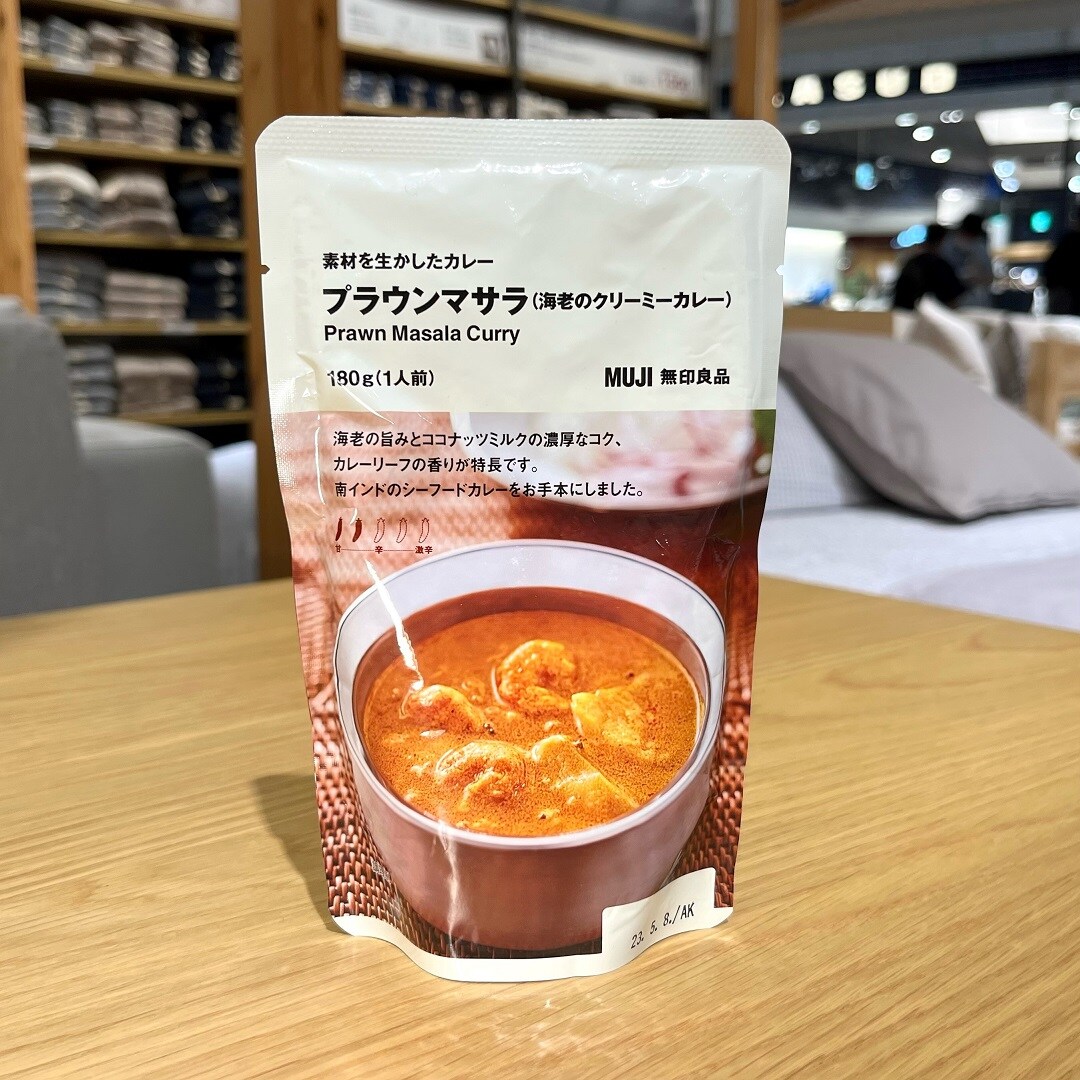 素材を生かしたカレー
プラウンマサラ(海老のクリーミーカレー)
Prawn Masala Curry
180g(1人前)
MUJI 無印良品
海老の旨みとココナッツミルクの濃厚なコク、
カレーリーフの香りが特長です。
南インドのシーフードカレーをお手本にしました。
甘 辛 激辛
23. 5. 8./AK